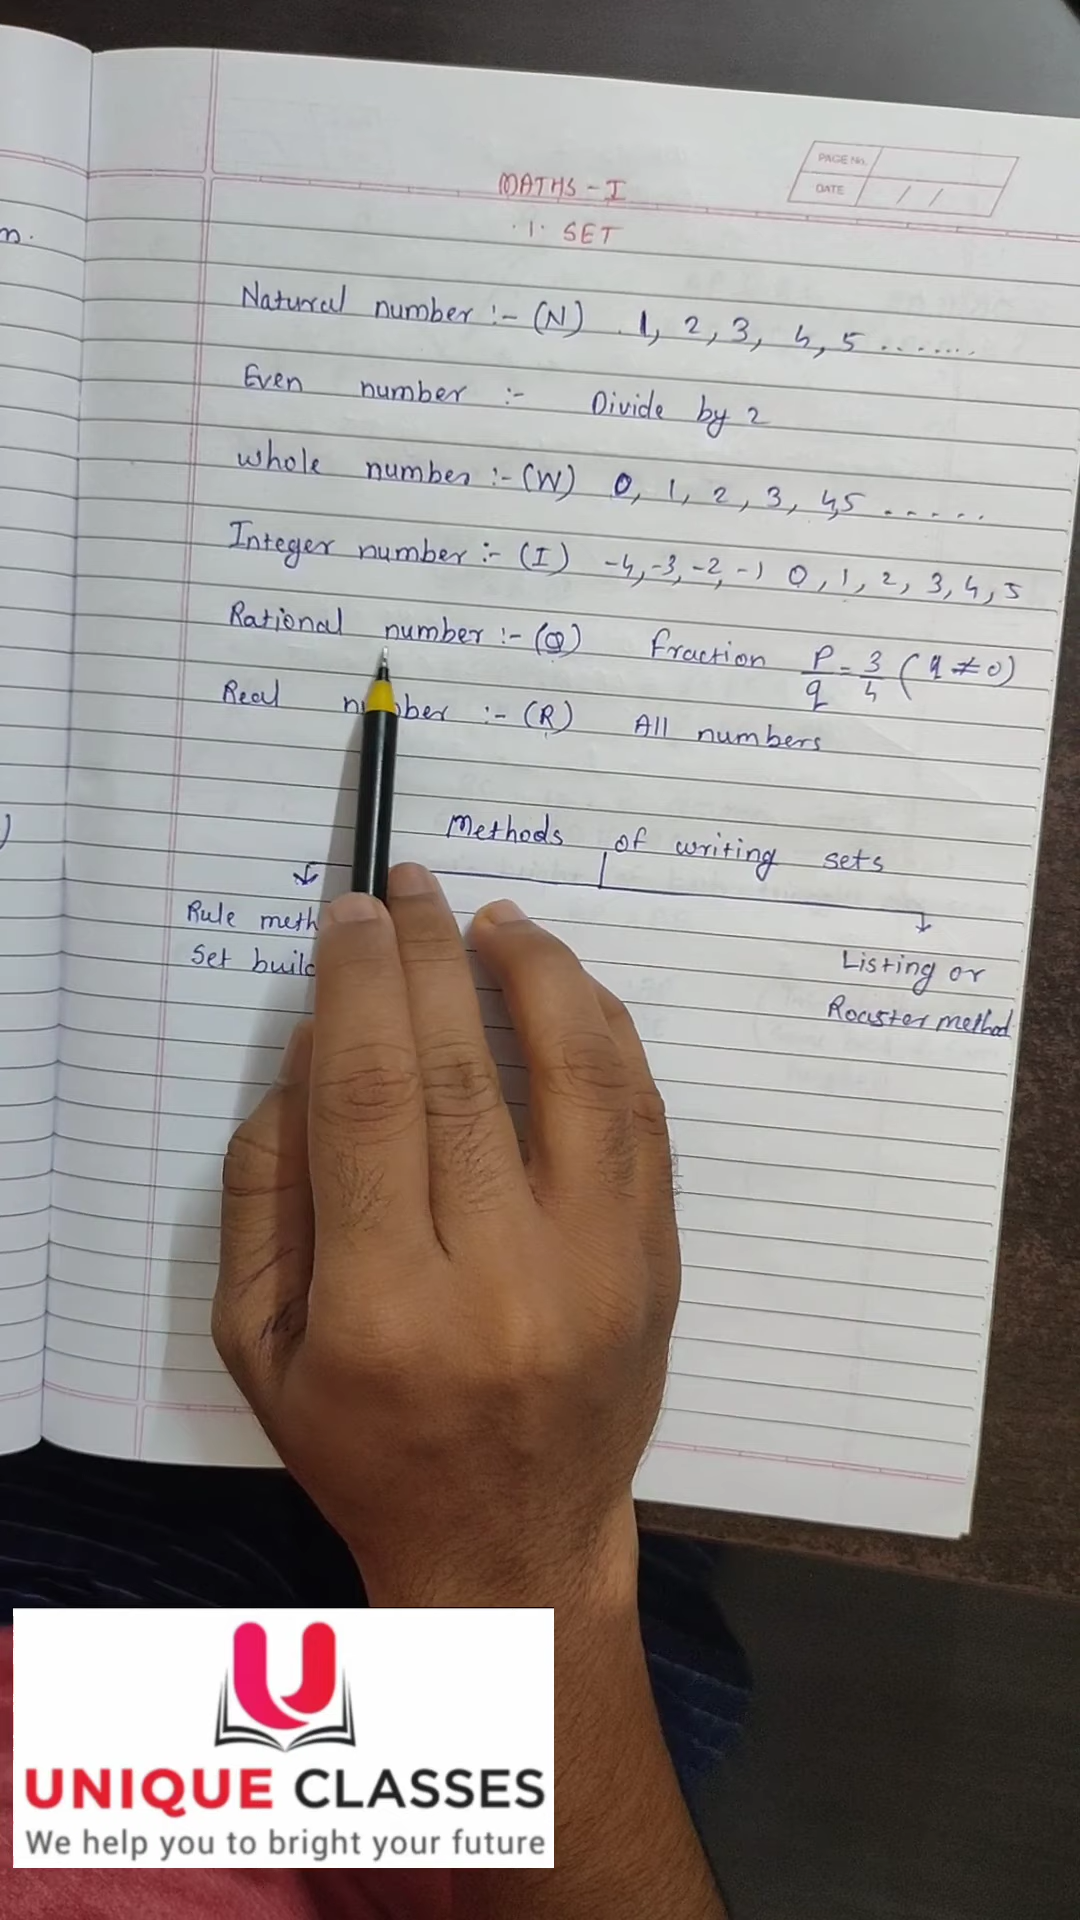 PAGE No.
DATE / /
MATHS - I
1. SET
n.
Natural number :- (N) 1, 2, 3, 4, 5 .......
Even number :- Divide by 2
Whole number :- (W) 0, 1, 2, 3, 4,5 .....
Integer number :- (I) -4, -3, -2, -1 0, 1, 2, 3, 4, 5
Rational number :- (Q) Fraction P/q = 3/4 (q ≠ 0)
Real number :- (R) All numbers
Methods of writing sets
Rule meth
Set build
Listing or
Roaster method
UNIQUE CLASSES
We help you to bright your future